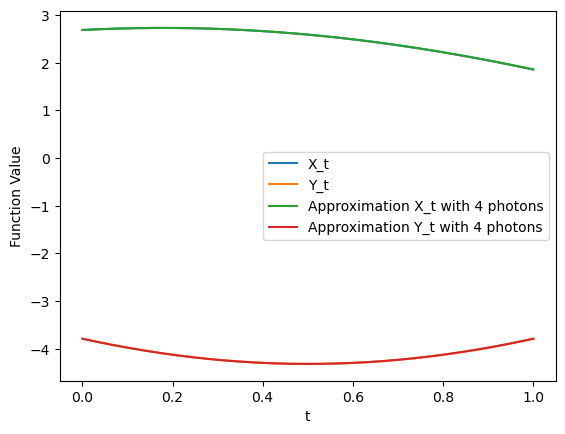 3
2
1
0
−1
−2
−3
−4
Function Value
X_t
Y_t
Approximation X_t with 4 photons
Approximation Y_t with 4 photons
0.0 0.2 0.4 0.6 0.8 1.0
t